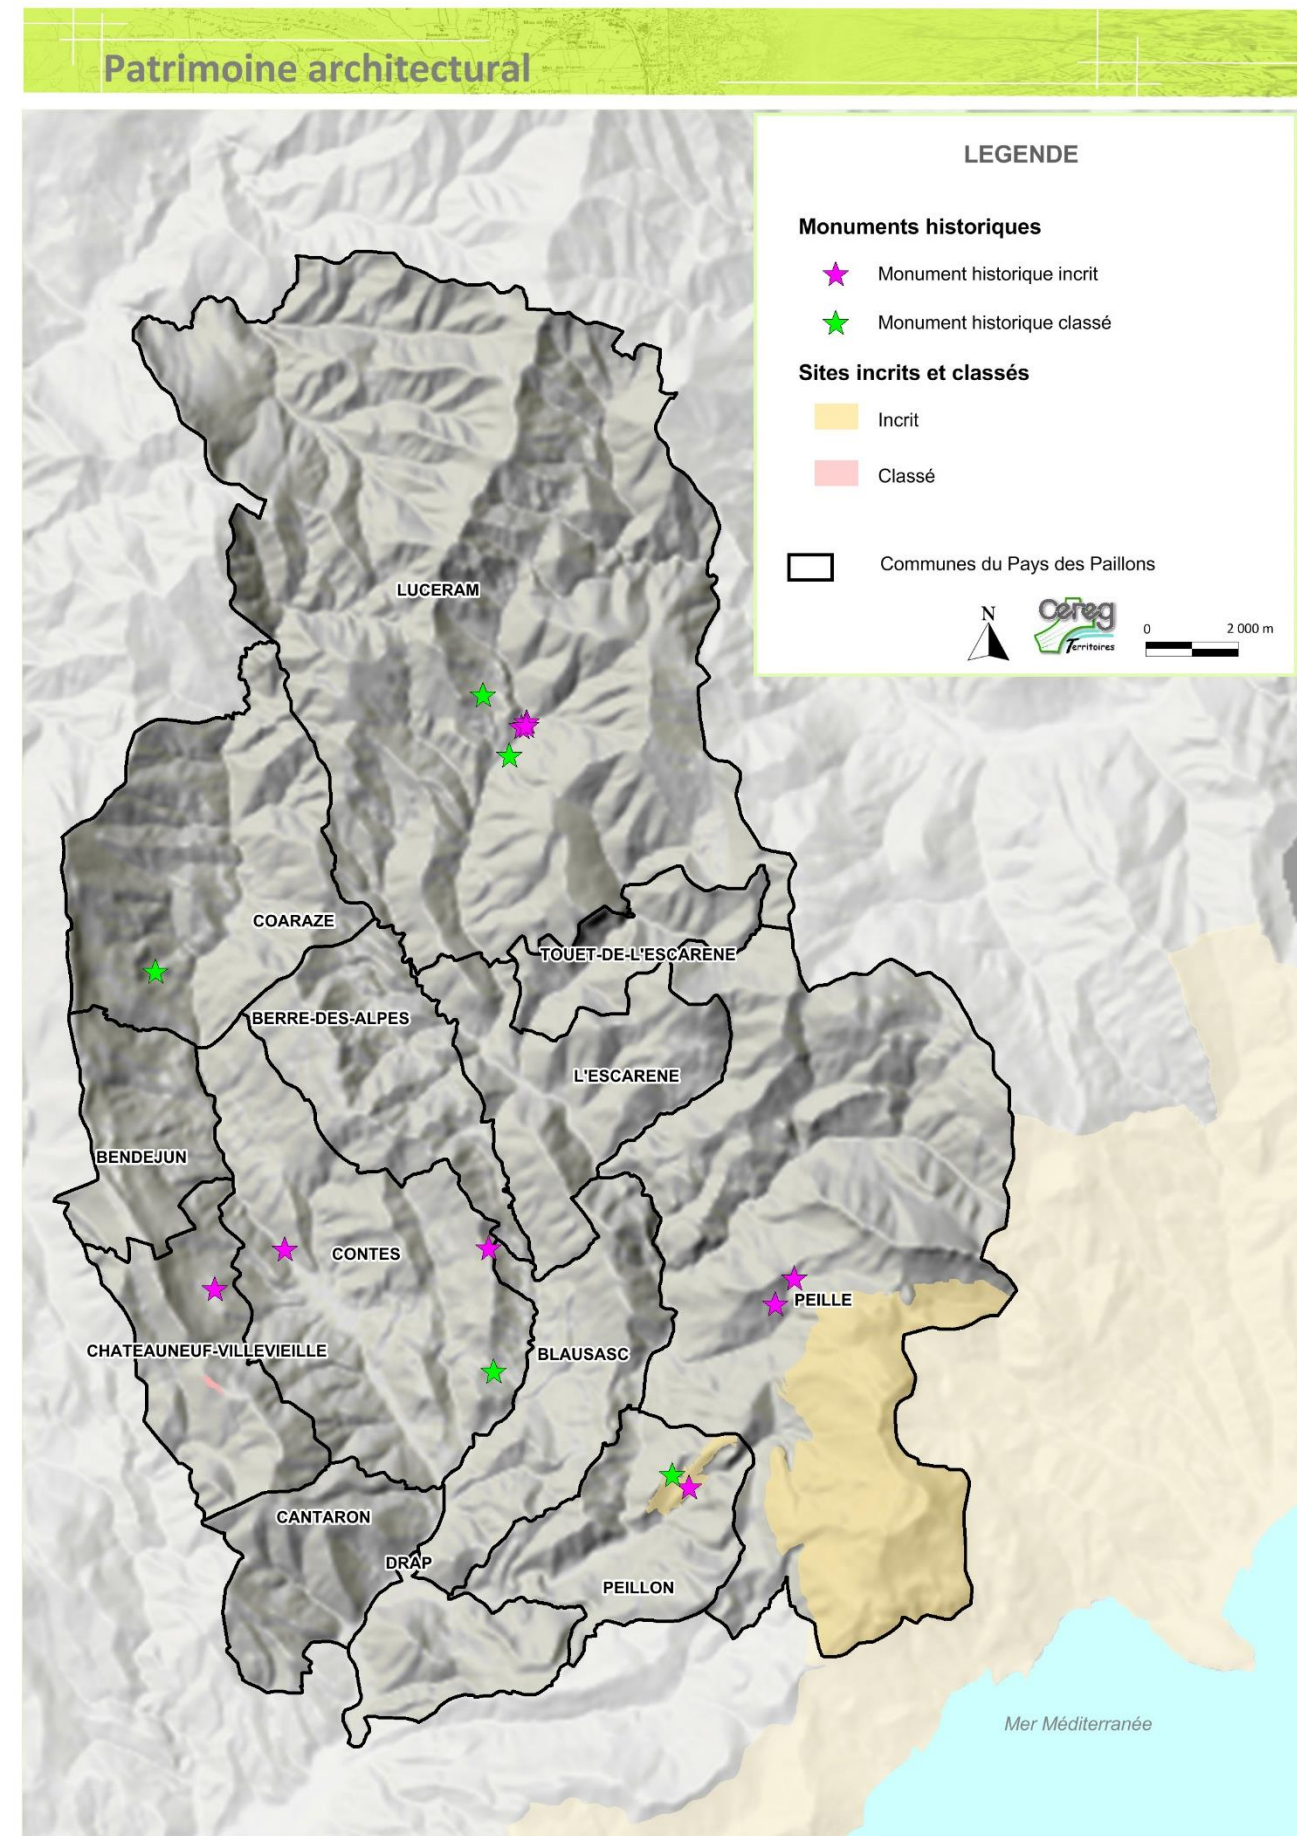 Patrimoine architectural
LEGENDE
Monuments historiques
Monument historique incrit
Monument historique classé
Sites incrits et classés
Incrit
Classé
Communes du Pays des Paillons
N
Cereg
Territoires
0 2 000 m
LUCERAM
COARAZE
TOUET-DE-L'ESCARENE
BERRE-DES-ALPES
L'ESCARENE
BENDEJUN
CONTES
PEILLE
CHATEAUNEUF-VILLEVIEILLE
BLAUSASC
CANTARON
DRAP
PEILLON
Mer Méditerranée